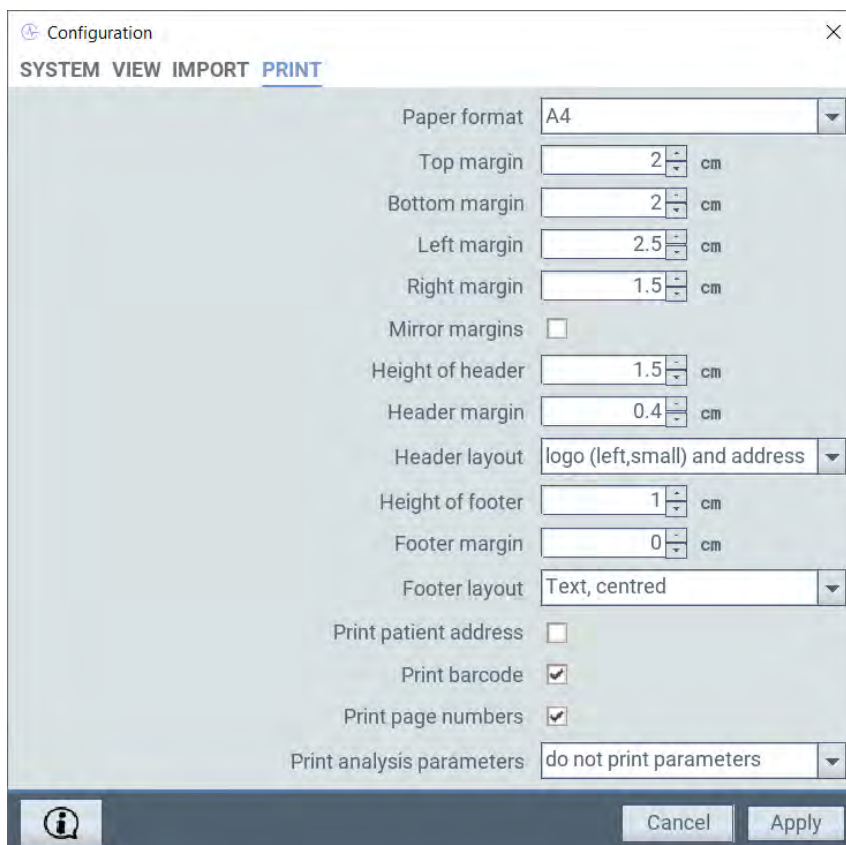 Configuration
SYSTEM VIEW IMPORT PRINT
Paper format A4
Top margin 2 cm
Bottom margin 2 cm
Left margin 2.5 cm
Right margin 1.5 cm
Mirror margins
Height of header 1.5 cm
Header margin 0.4 cm
Header layout logo (left,small) and address
Height of footer 1 cm
Footer margin 0 cm
Footer layout Text, centred
Print patient address
Print barcode
Print page numbers
Print analysis parameters do not print parameters
Cancel Apply